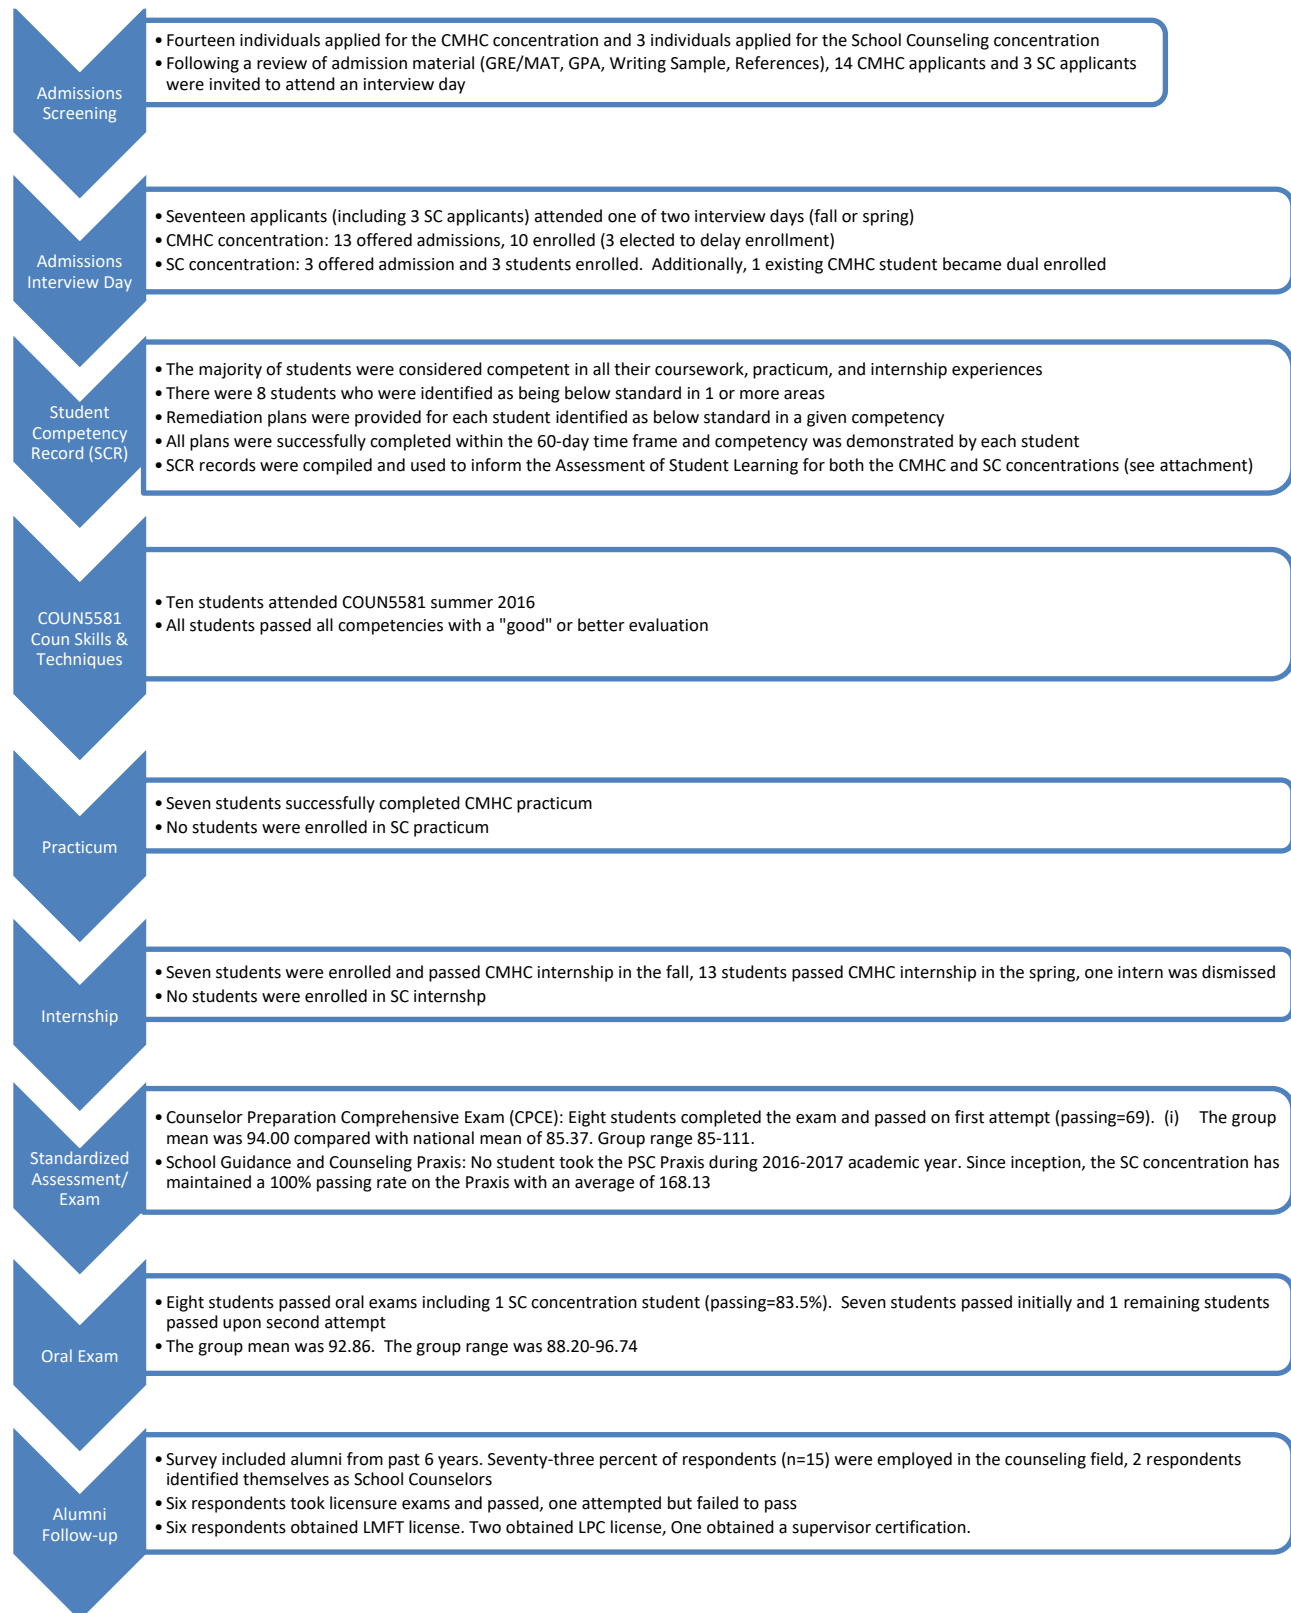 Admissions
Screening
• Fourteen individuals applied for the CMHC concentration and 3 individuals applied for the School Counseling concentration
• Following a review of admission material (GRE/MAT, GPA, Writing Sample, References), 14 CMHC applicants and 3 SC applicants
were invited to attend an interview day
Admissions
Interview Day
• Seventeen applicants (including 3 SC applicants) attended one of two interview days (fall or spring)
• CMHC concentration: 13 offered admissions, 10 enrolled (3 elected to delay enrollment)
• SC concentration: 3 offered admission and 3 students enrolled.  Additionally, 1 existing CMHC student became dual enrolled
Student
Competency
Record (SCR)
• The majority of students were considered competent in all their coursework, practicum, and internship experiences
• There were 8 students who were identified as being below standard in 1 or more areas
• Remediation plans were provided for each student identified as below standard in a given competency
• All plans were successfully completed within the 60-day time frame and competency was demonstrated by each student
• SCR records were compiled and used to inform the Assessment of Student Learning for both the CMHC and SC concentrations (see attachment)
COUN5581
Coun Skills &
Techniques
• Ten students attended COUN5581 summer 2016
• All students passed all competencies with a "good" or better evaluation
Practicum
• Seven students successfully completed CMHC practicum
• No students were enrolled in SC practicum
Internship
• Seven students were enrolled and passed CMHC internship in the fall, 13 students passed CMHC internship in the spring, one intern was dismissed
• No students were enrolled in SC internshp
Standardized
Assessment/
Exam
• Counselor Preparation Comprehensive Exam (CPCE): Eight students completed the exam and passed on first attempt (passing=69).  (i)    The group
mean was 94.00 compared with national mean of 85.37. Group range 85-111.
• School Guidance and Counseling Praxis: No student took the PSC Praxis during 2016-2017 academic year. Since inception, the SC concentration has
maintained a 100% passing rate on the Praxis with an average of 168.13
Oral Exam
• Eight students passed oral exams including 1 SC concentration student (passing=83.5%).  Seven students passed initially and 1 remaining students
passed upon second attempt
• The group mean was 92.86.  The group range was 88.20-96.74
Alumni
Follow-up
• Survey included alumni from past 6 years. Seventy-three percent of respondents (n=15) were employed in the counseling field, 2 respondents
identified themselves as School Counselors
• Six respondents took licensure exams and passed, one attempted but failed to pass
• Six respondents obtained LMFT license. Two obtained LPC license, One obtained a supervisor certification.